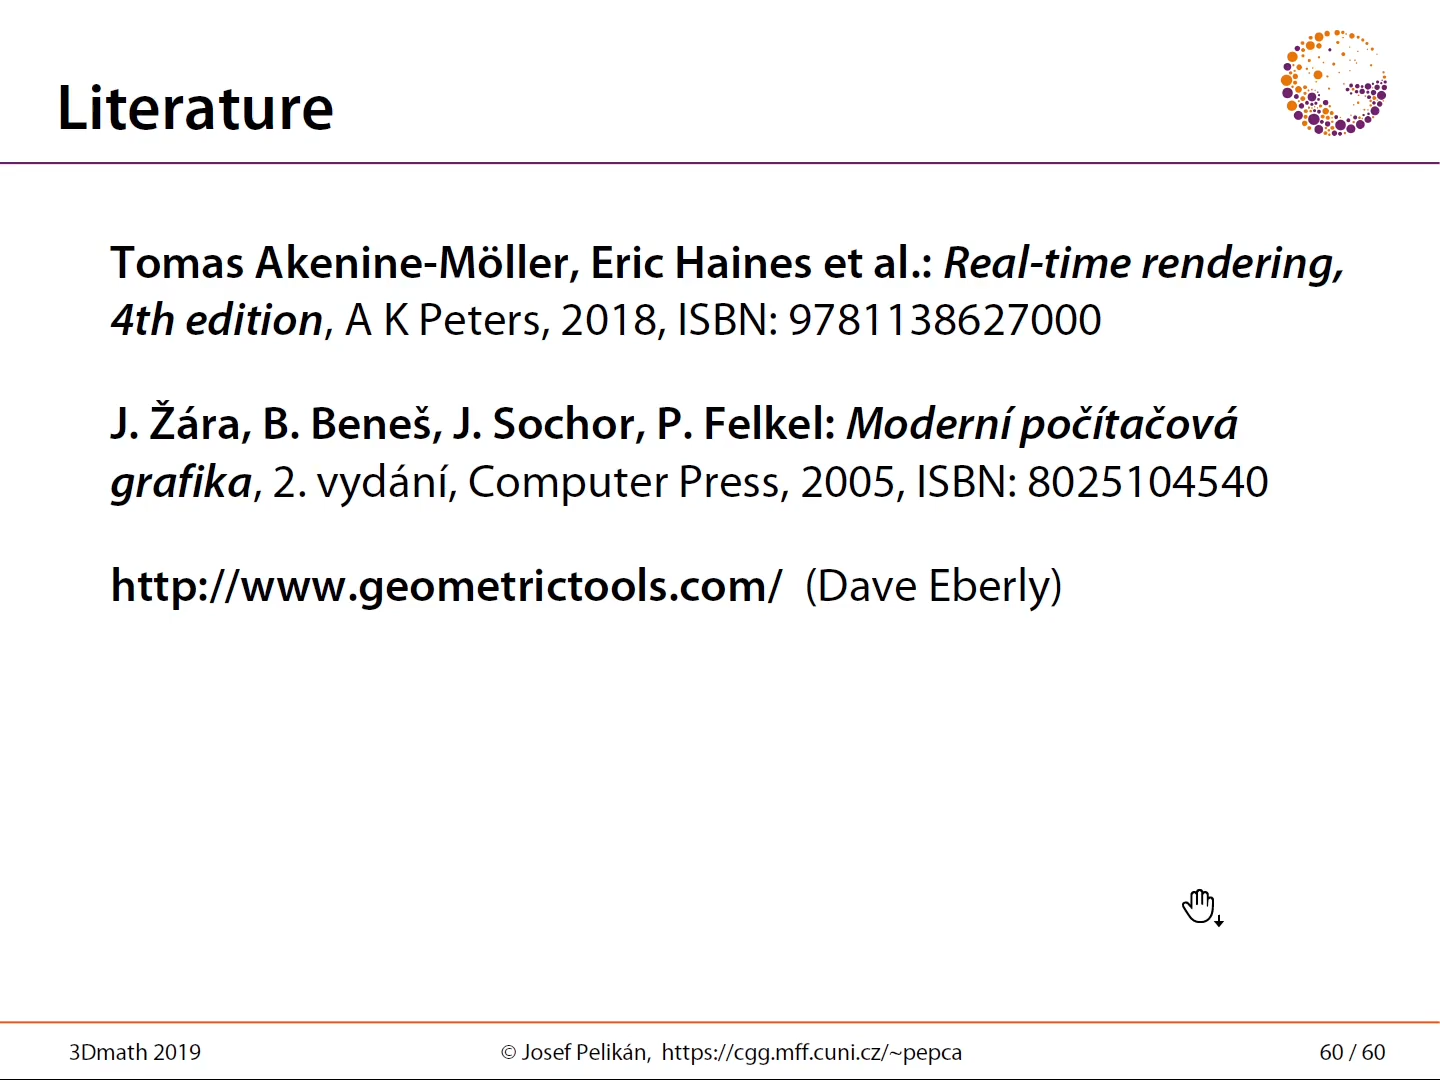 Literature
Tomas Akenine-Möller, Eric Haines et al.: Real-time rendering,
4th edition, A K Peters, 2018, ISBN: 9781138627000
J. Žára, B. Beneš, J. Sochor, P. Felkel: Moderní počítačová
grafika, 2. vydání, Computer Press, 2005, ISBN: 8025104540
http://www.geometrictools.com/ (Dave Eberly)
3Dmath 2019
© Josef Pelikán, https://cgg.mff.cuni.cz/~pepca
60 / 60